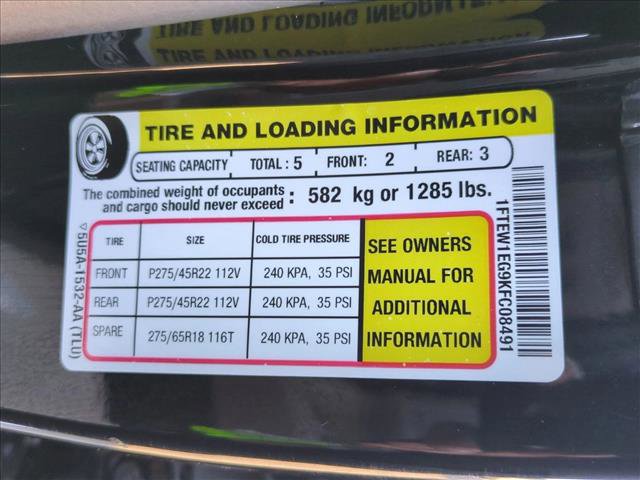 TIRE AND LOADING INFORMATION
SEATING CAPACITY TOTAL : 5 FRONT: 2 REAR: 3
The combined weight of occupants
and cargo should never exceed : 582 kg or 1285 lbs.
TIRE SIZE COLD TIRE PRESSURE
FRONT P275/45R22 112V 240 KPA, 35 PSI
REAR P275/45R22 112V 240 KPA, 35 PSI
SPARE 275/65R18 116T 240 KPA, 35 PSI
SEE OWNERS
MANUAL FOR
ADDITIONAL
INFORMATION
5U5A-1532-AA (TLU)
1FTEW1EG9KFC08491